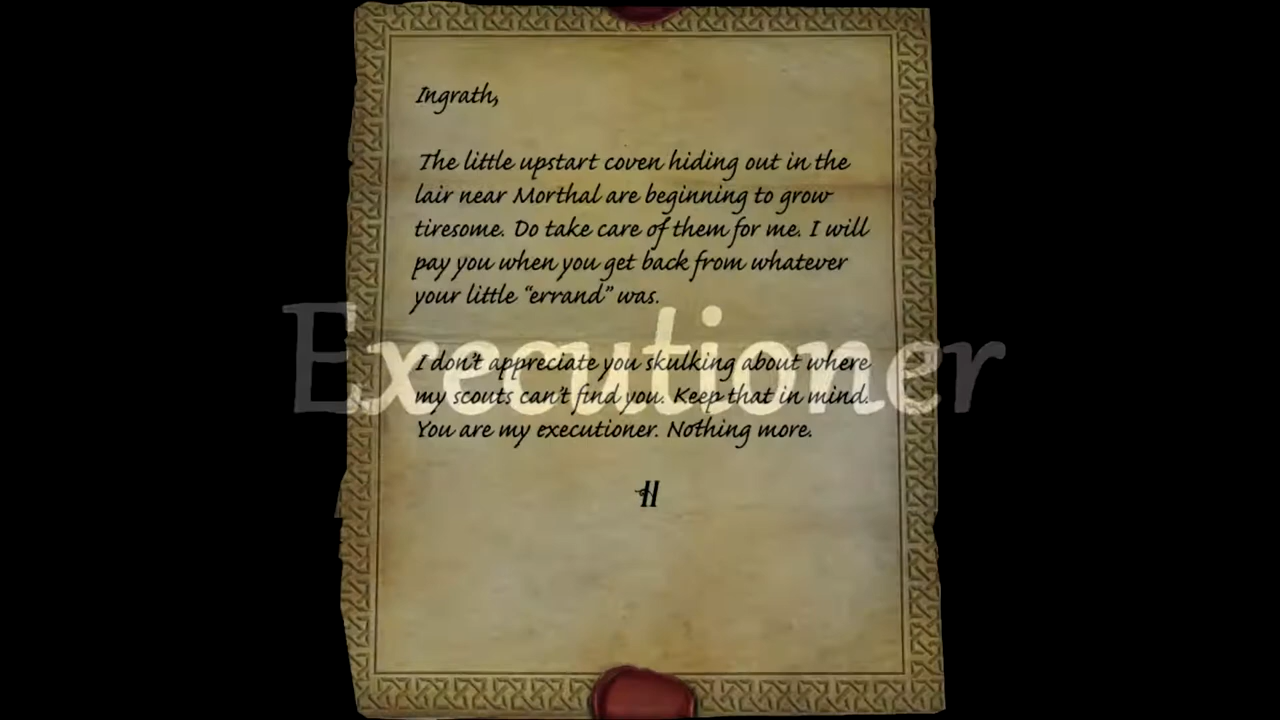 Ingrath,
The little upstart coven hiding out in the
lair near Morthal are beginning to grow
tiresome. Do take care of them for me. I will
pay you when you get back from whatever
your little “errand” was.
Executioner
I don't appreciate you skulking about where
my scouts can't find you. Keep that in mind.
You are my executioner. Nothing more.
H